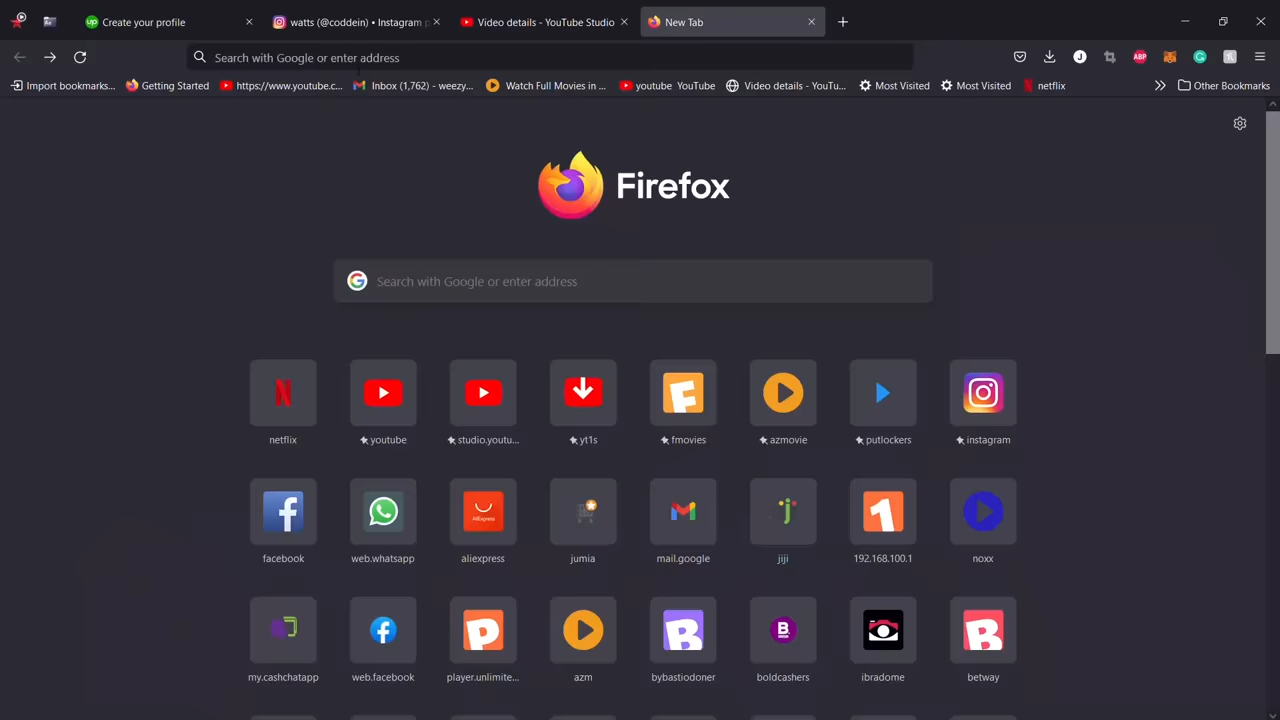 Create your profile
watts (@coddein) • Instagram p
Video details - YouTube Studio
New Tab
Search with Google or enter address
Import bookmarks...
Getting Started
https://www.youtube.c...
Inbox (1,762) - weezy...
Watch Full Movies in ...
youtube YouTube
Video details - YouTu...
Most Visited
Most Visited
netflix
Other Bookmarks
Firefox
Search with Google or enter address
netflix
youtube
studio.youtu...
yt1s
fmovies
azmovie
putlockers
instagram
facebook
web.whatsapp
aliexpress
jumia
mail.google
jiji
192.168.100.1
noxx
my.cashchatapp
web.facebook
player.unlimite...
azm
bybastiodoner
boldcashers
ibradome
betway